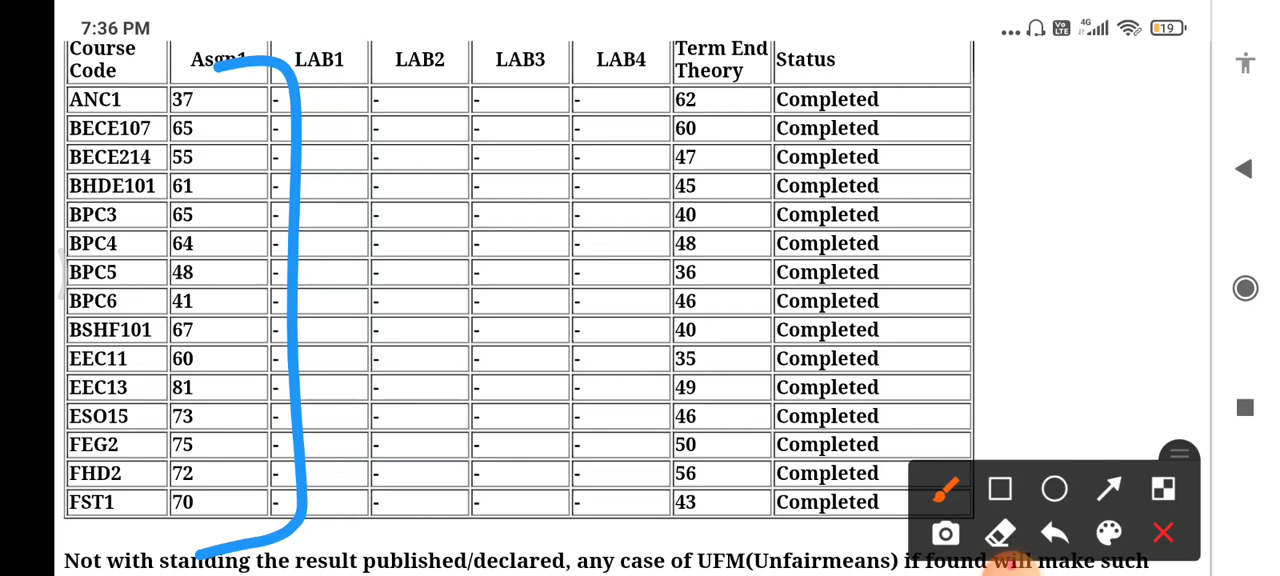 7:36 PM
4G 19
Vo LTE
Course Code Asgn1 LAB1 LAB2 LAB3 LAB4 Term End Theory Status
ANC1 37 - - - - 62 Completed
BECE107 65 - - - - 60 Completed
BECE214 55 - - - - 47 Completed
BHDE101 61 - - - - 45 Completed
BPC3 65 - - - - 40 Completed
BPC4 64 - - - - 48 Completed
BPC5 48 - - - - 36 Completed
BPC6 41 - - - - 46 Completed
BSHF101 67 - - - - 40 Completed
EEC11 60 - - - - 35 Completed
EEC13 81 - - - - 49 Completed
ESO15 73 - - - - 46 Completed
FEG2 75 - - - - 50 Completed
FHD2 72 - - - - 56 Completed
FST1 70 - - - - 43 Completed
Not with standing the result published/declared, any case of UFM(Unfairmeans) if found will make such